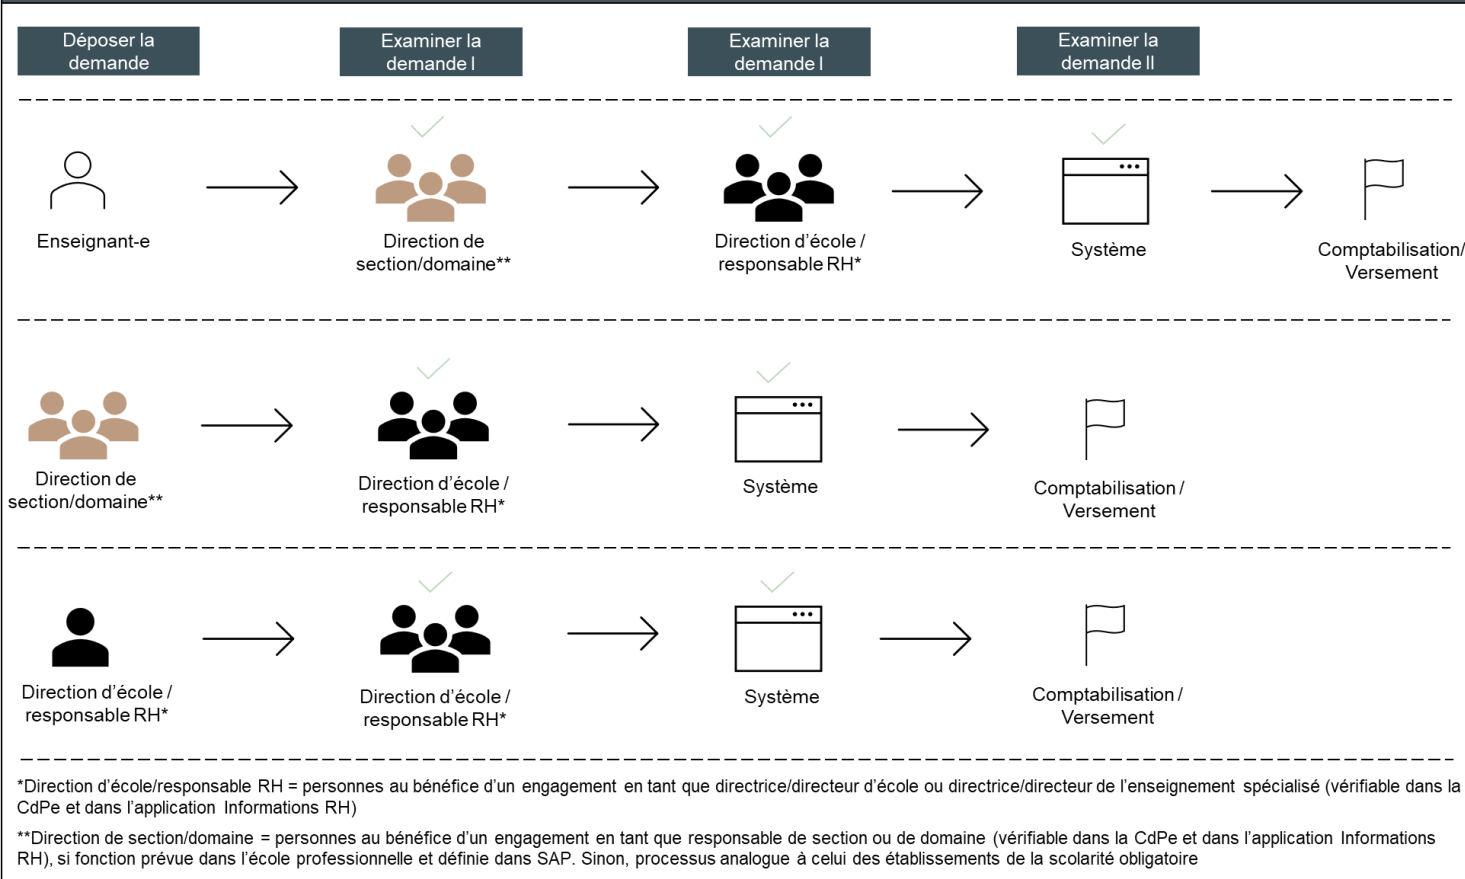 Déposer la
demande
Examiner la
demande I
Examiner la
demande I
Examiner la
demande II
Enseignant-e
Direction de
section/domaine**
Direction d'école /
responsable RH*
Système
Comptabilisation/
Versement
Direction de
section/domaine**
Direction d'école /
responsable RH*
Système
Comptabilisation /
Versement
Direction d'école /
responsable RH*
Direction d'école /
responsable RH*
Système
Comptabilisation /
Versement
*Direction d'école/responsable RH = personnes au bénéfice d'un engagement en tant que directrice/directeur d'école ou directrice/directeur de l'enseignement spécialisé (vérifiable dans la
CdPe et dans l'application Informations RH)
**Direction de section/domaine = personnes au bénéfice d'un engagement en tant que responsable de section ou de domaine (vérifiable dans la CdPe et dans l'application Informations
RH), si fonction prévue dans l'école professionnelle et définie dans SAP. Sinon, processus analogue à celui des établissements de la scolarité obligatoire